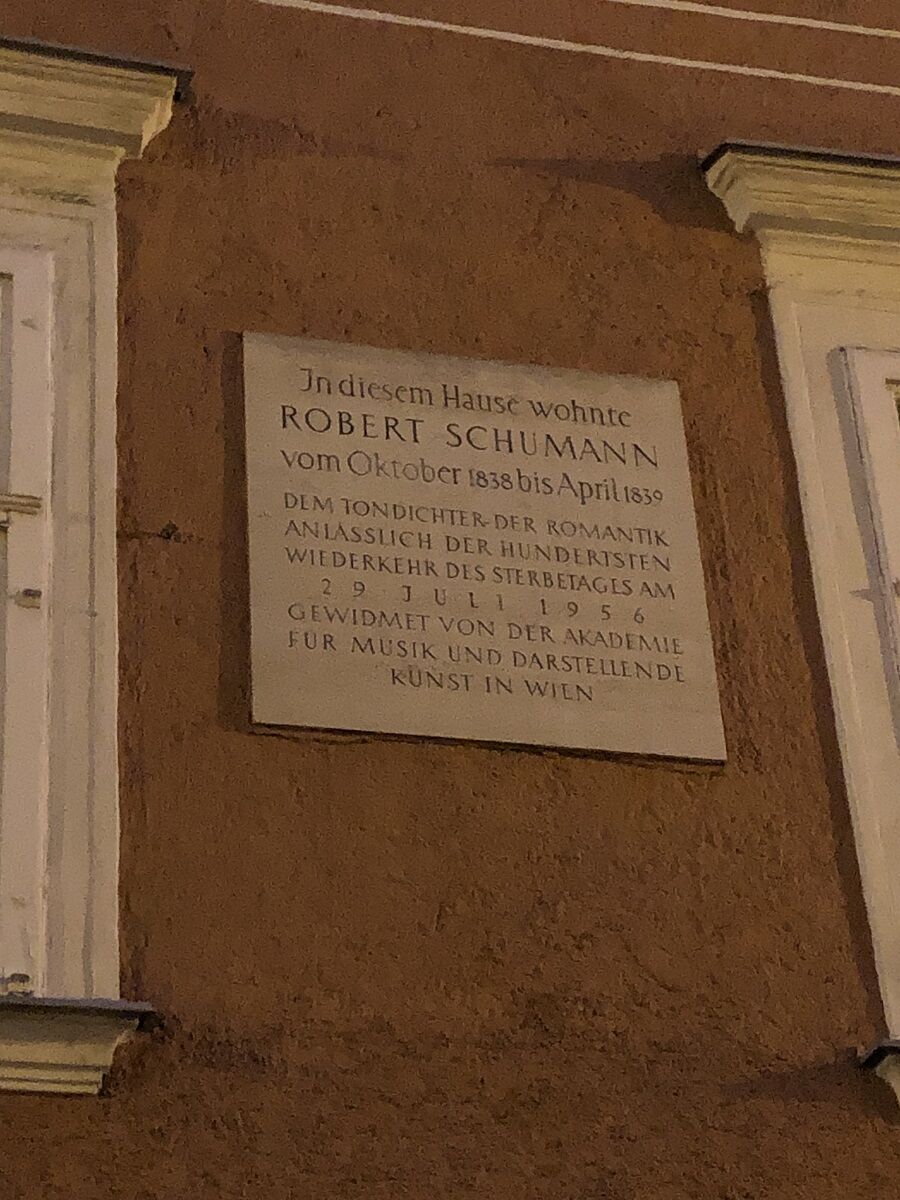 In diesem Hause wohnte
ROBERT SCHUMANN
vom Oktober 1838 bis April 1839
DEM TONDICHTER DER ROMANTIK
ANLÄSSLICH DER HUNDERTSTEN
WIEDERKEHR DES STERBETAGES AM
29 JULI 1956
GEWIDMET VON DER AKADEMIE
FÜR MUSIK UND DARSTELLENDE
KUNST IN WIEN